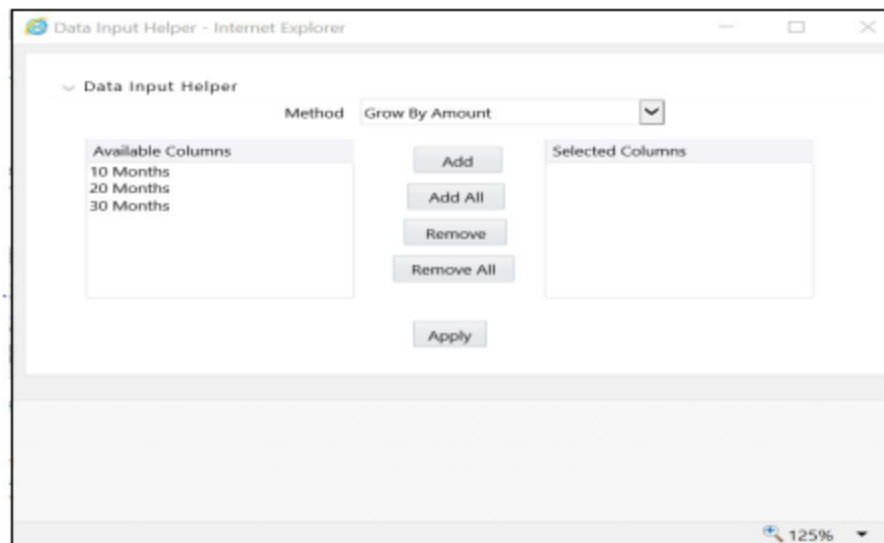 Data Input Helper - Internet Explorer
Data Input Helper
Method Grow By Amount
Available Columns
10 Months
20 Months
30 Months
Add
Add All
Remove
Remove All
Selected Columns
Apply
125%